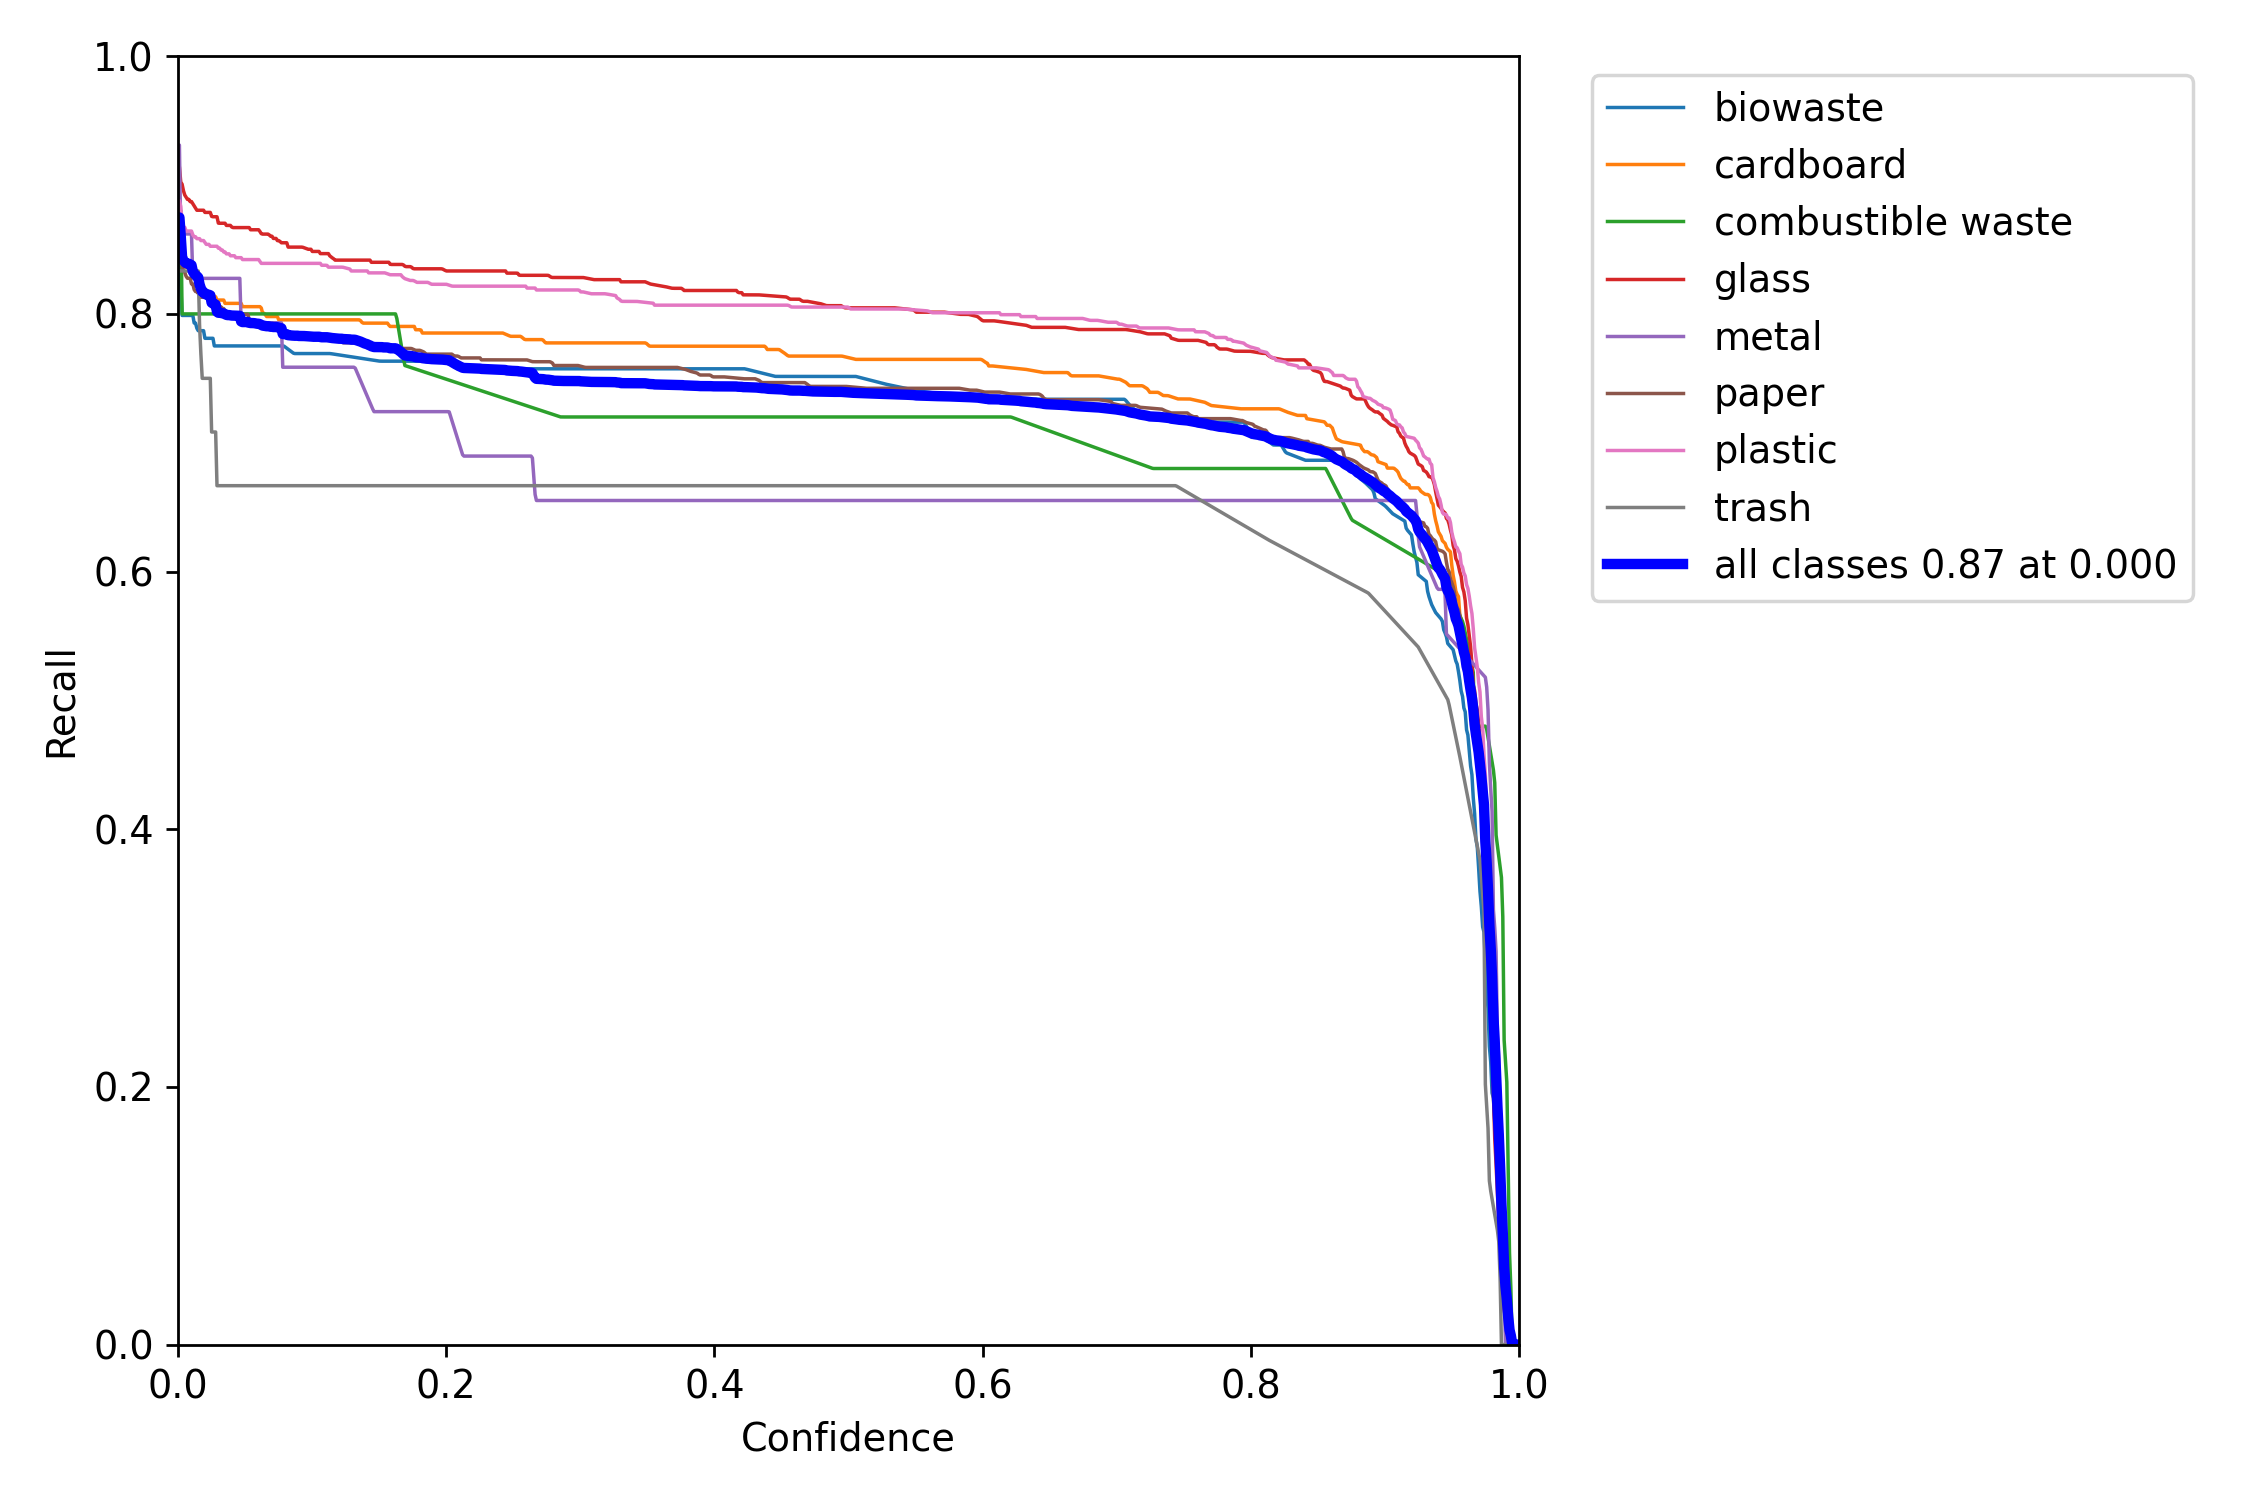 1.0
0.8
0.6
0.4
0.2
0.0
Recall
0.0 0.2 0.4 0.6 0.8 1.0
Confidence
biowaste
cardboard
combustible waste
glass
metal
paper
plastic
trash
all classes 0.87 at 0.000